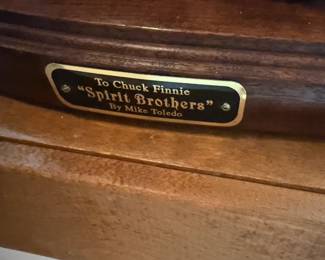 To Chuck Finnie
"Spirit Brothers"
By Mike Toledo